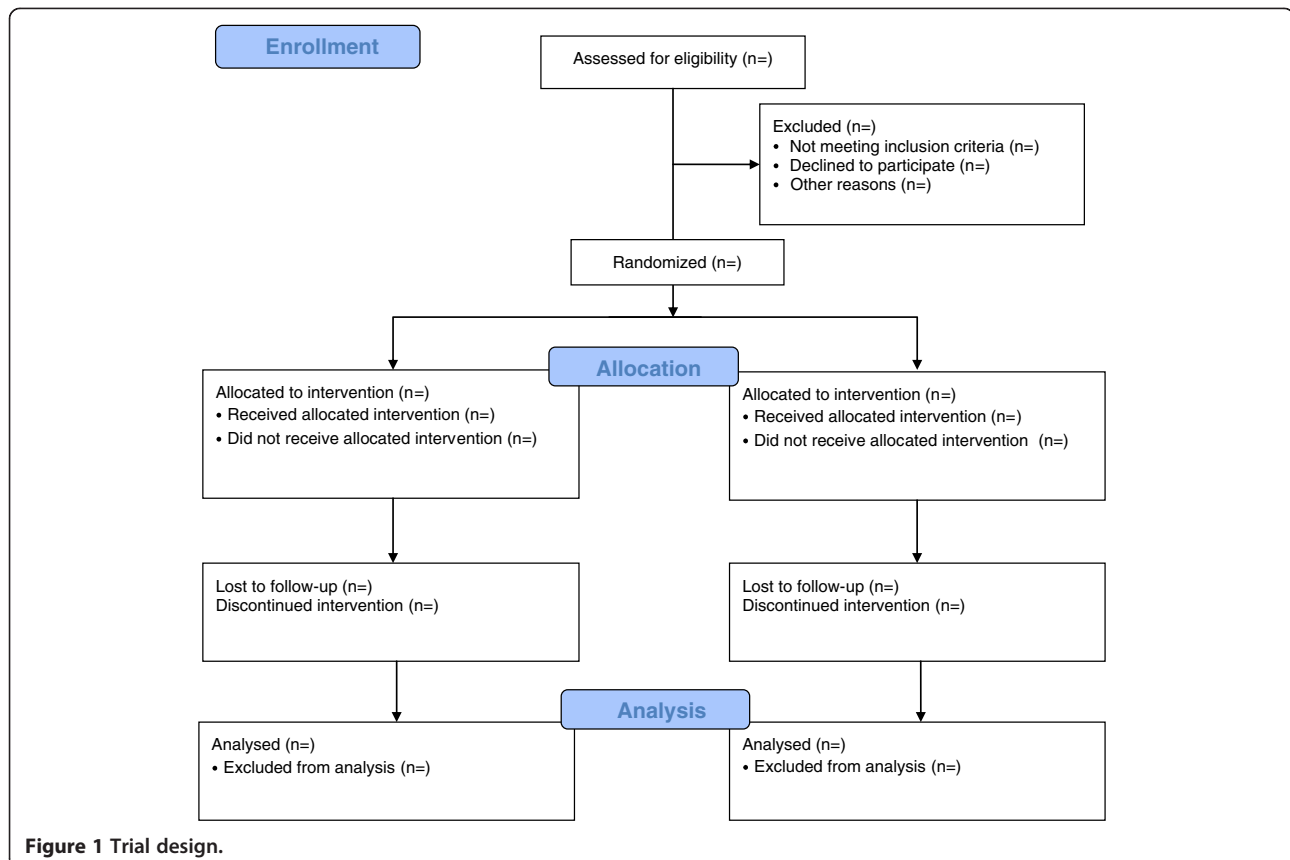 Enrollment
Assessed for eligibility (n=)
Excluded (n=)
• Not meeting inclusion criteria (n=)
• Declined to participate (n=)
• Other reasons (n=)
Randomized (n=)
Allocation
Allocated to intervention (n=)
• Received allocated intervention (n=)
• Did not receive allocated intervention (n=)
Allocated to intervention (n=)
• Received allocated intervention (n=)
• Did not receive allocated intervention (n=)
Lost to follow-up (n=)
Discontinued intervention (n=)
Lost to follow-up (n=)
Discontinued intervention (n=)
Analysis
Analysed (n=)
• Excluded from analysis (n=)
Analysed (n=)
• Excluded from analysis (n=)
Figure 1 Trial design.